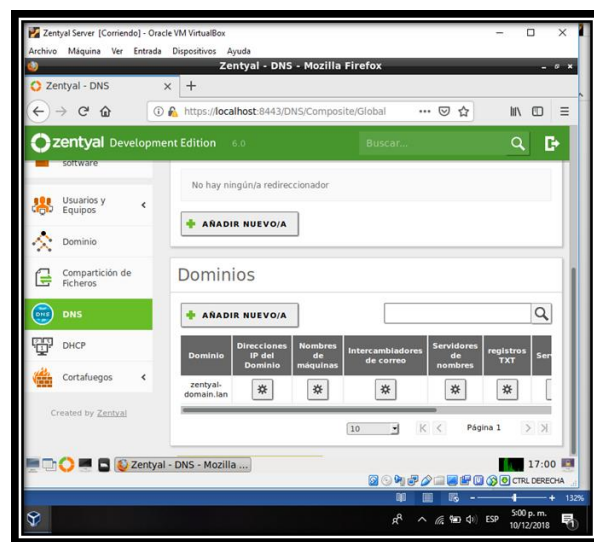 Zentyal Server [Corriendo] - Oracle VM VirtualBox
Archivo Máquina Ver Entrada Dispositivos Ayuda
Zentyal - DNS - Mozilla Firefox
Zentyal - DNS
https://localhost:8443/DNS/Composite/Global
zentyal Development Edition 6.0
Buscar...
software
Usuarios y Equipos
Dominio
Compartición de Ficheros
DNS
DHCP
Cortafuegos
Created by Zentyal
No hay ningún/a redireccionador
AÑADIR NUEVO/A
Dominios
AÑADIR NUEVO/A
Dominio
Direcciones IP del Dominio
Nombres de máquinas
Intercambiadores de correo
Servidores de nombres
registros TXT
Ser
zentyal-domain.lan
10
Página 1
Zentyal - DNS - Mozilla ...
17:00
CTRL DERECHA
132%
ESP
5:00 p. m.
10/12/2018